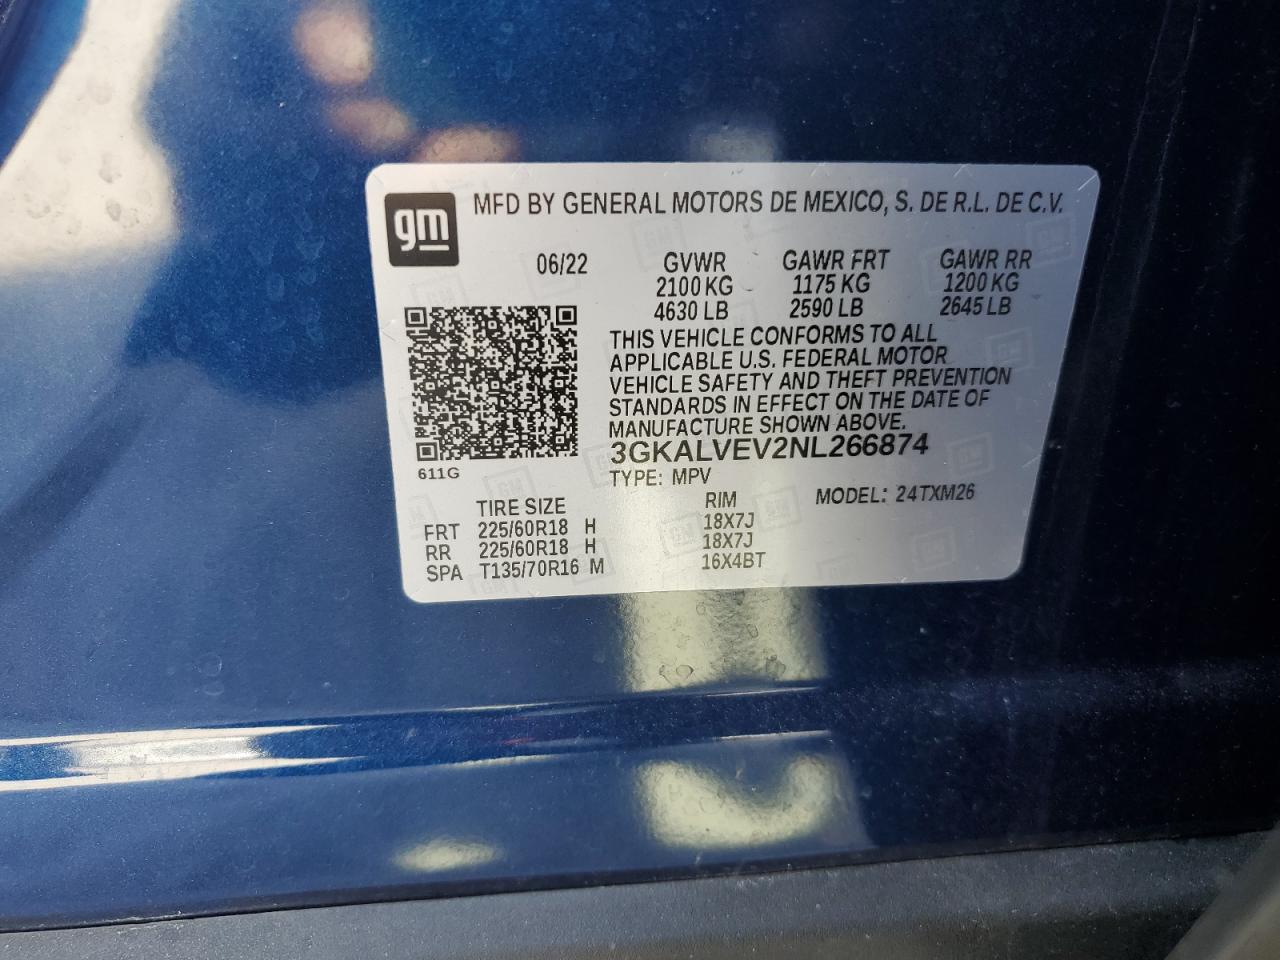 gm
MFD BY GENERAL MOTORS DE MEXICO, S. DE R.L. DE C.V.
06/22 GVWR GAWR FRT GAWR RR
2100 KG 1175 KG 1200 KG
4630 LB 2590 LB 2645 LB
THIS VEHICLE CONFORMS TO ALL
APPLICABLE U.S. FEDERAL MOTOR
VEHICLE SAFETY AND THEFT PREVENTION
STANDARDS IN EFFECT ON THE DATE OF
MANUFACTURE SHOWN ABOVE.
3GKALVEV2NL266874
611G
TYPE: MPV MODEL: 24TXM26
TIRE SIZE RIM
FRT 225/60R18 H 18X7J
RR 225/60R18 H 18X7J
SPA T135/70R16 M 16X4BT